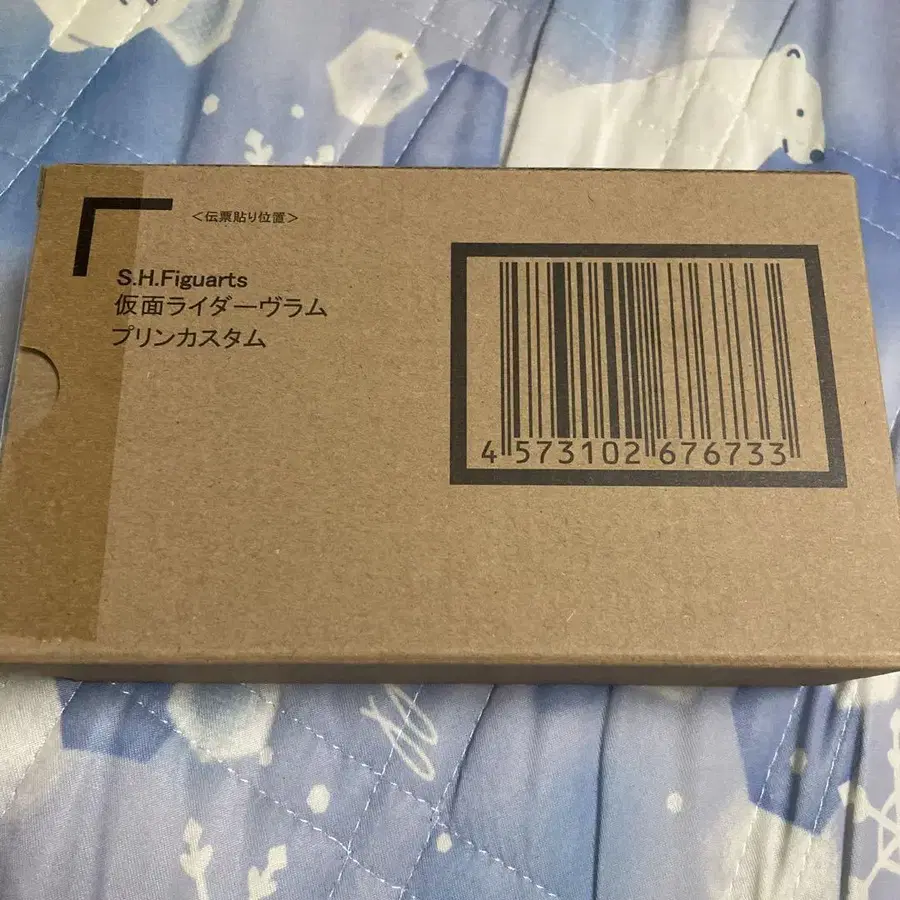 <伝票貼り位置>
S.H.Figuarts
仮面ライダーヴラム
プリンカスタム
4 573102 676733